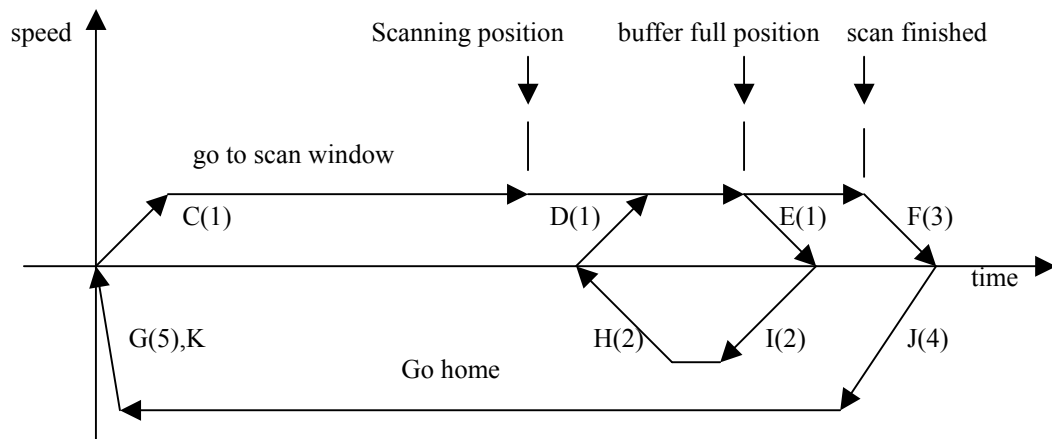 speed
Scanning position
buffer full position
scan finished
go to scan window
C(1)
D(1)
E(1)
F(3)
time
G(5),K
H(2)
I(2)
J(4)
Go home